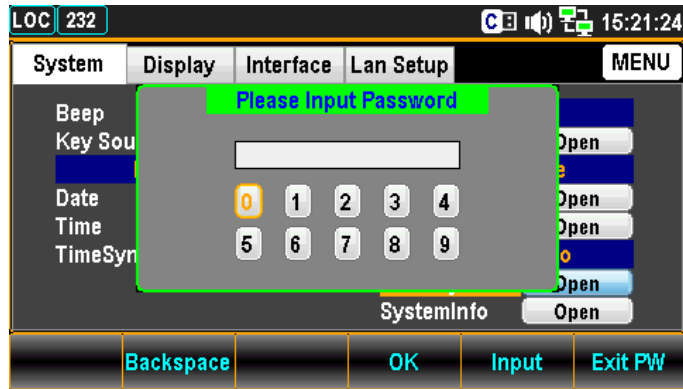 LOC 232 C 15:21:24
System Display Interface Lan Setup MENU
Please Input Password
Beep
Key Sou Open
Date Open
Time Open
TimeSyn
Open
SystemInfo Open
0 1 2 3 4
5 6 7 8 9
Backspace OK Input Exit PW